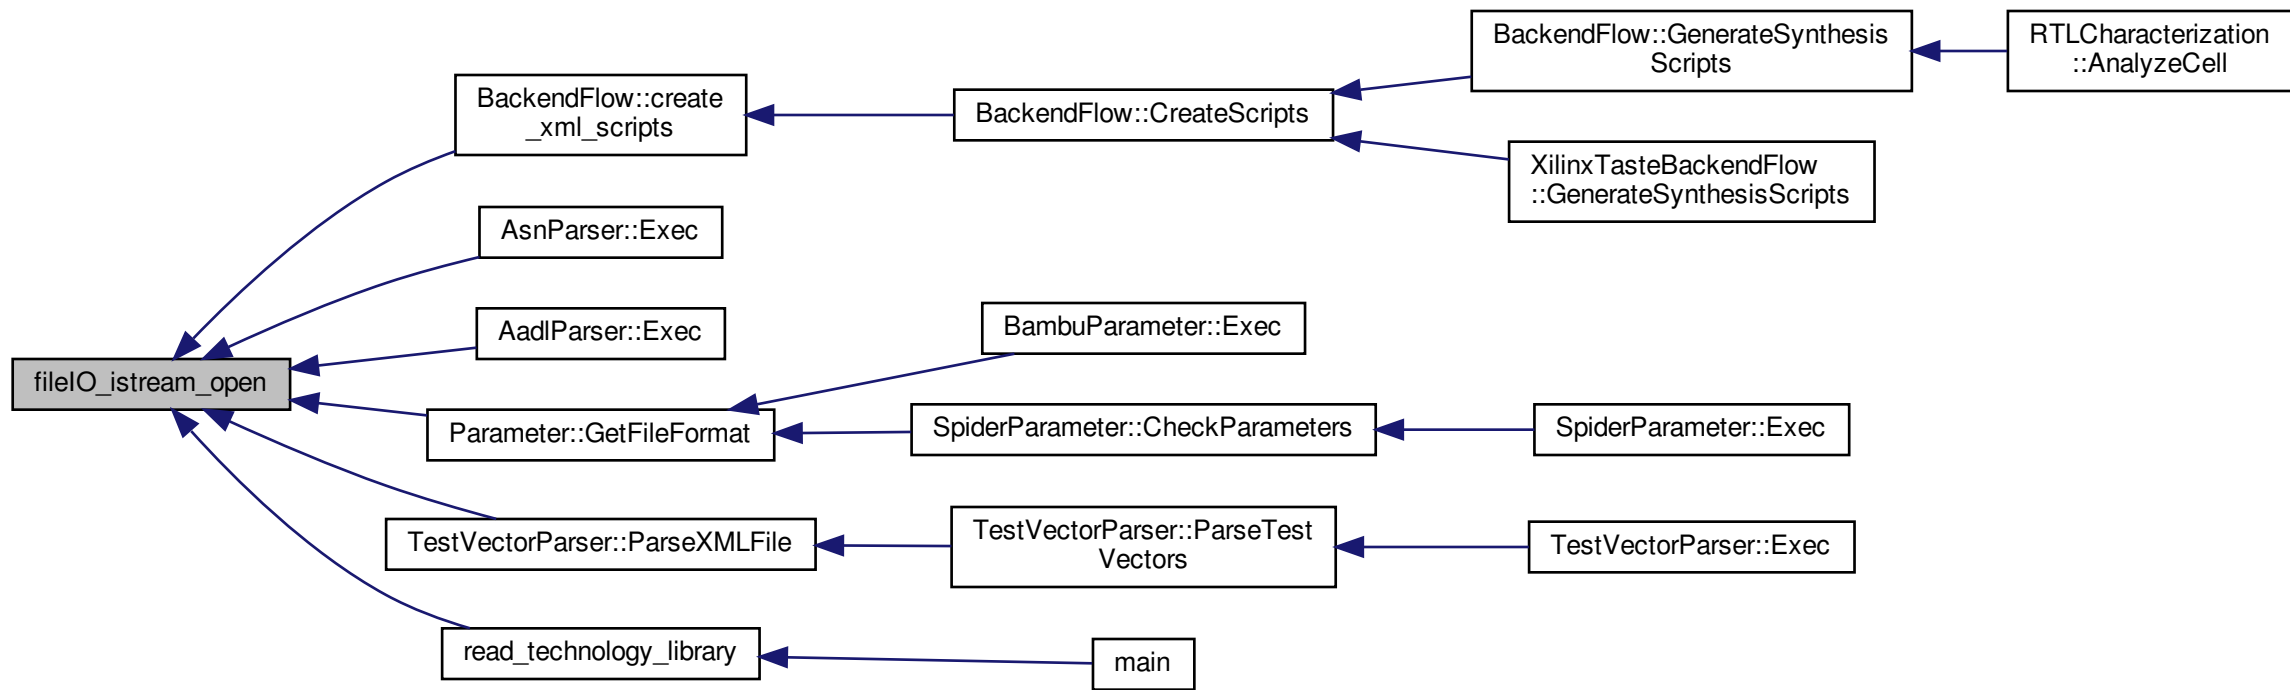 BackendFlow::GenerateSynthesis
Scripts
RTLCharacterization
::AnalyzeCell
BackendFlow::create
_xml_scripts
BackendFlow::CreateScripts
XilinxTasteBackendFlow
::GenerateSynthesisScripts
AsnParser::Exec
AadlParser::Exec
BambuParameter::Exec
fileIO_istream_open
Parameter::GetFileFormat
SpiderParameter::CheckParameters
SpiderParameter::Exec
TestVectorParser::ParseXMLFile
TestVectorParser::ParseTest
Vectors
TestVectorParser::Exec
read_technology_library
main